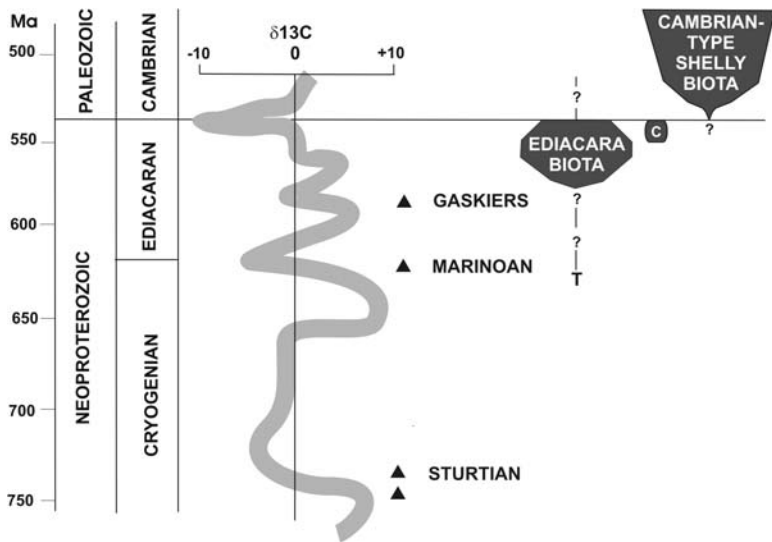 Ma
500
550
600
650
700
750
PALEOZOIC
NEOPROTEROZOIC
CAMBRIAN
EDIACARAN
CRYOGENIAN
δ13C
-10 0 +10
GASKIERS
MARINOAN
STURTIAN
?
EDIACARA
BIOTA
?
?
T
C
CAMBRIAN-
TYPE
SHELLY
BIOTA
?